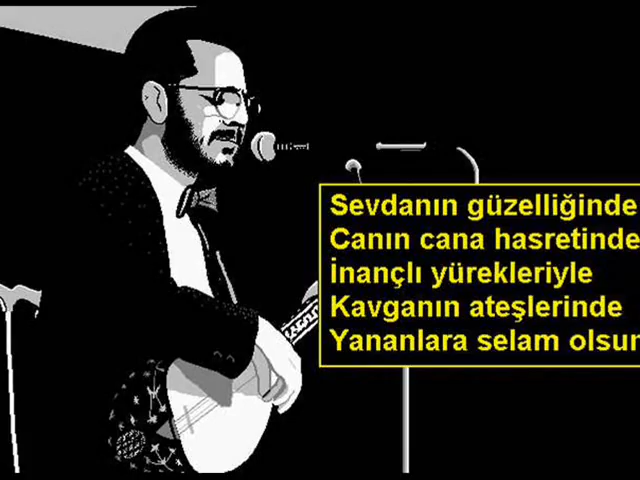 Sevdanın güzelliğinde
Canın cana hasretinde
İnançlı yürekleriyle
Kavganın ateşlerinde
Yananlara selam olsun